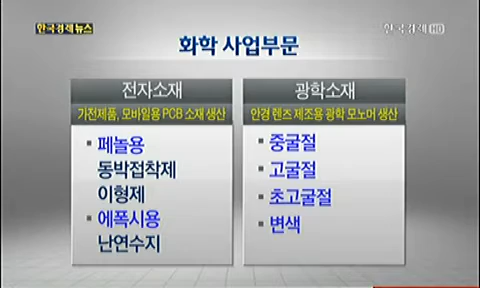 한국경제뉴스
한국경제HD
화학 사업부문
전자소재
가전제품, 모바일용 PCB 소재 생산
▪ 페놀용
동박접착제
이형제
▪ 에폭시용
난연수지
광학소재
안경 렌즈 제조용 광학 모노머 생산
▪ 중굴절
▪ 고굴절
▪ 초고굴절
▪ 변색